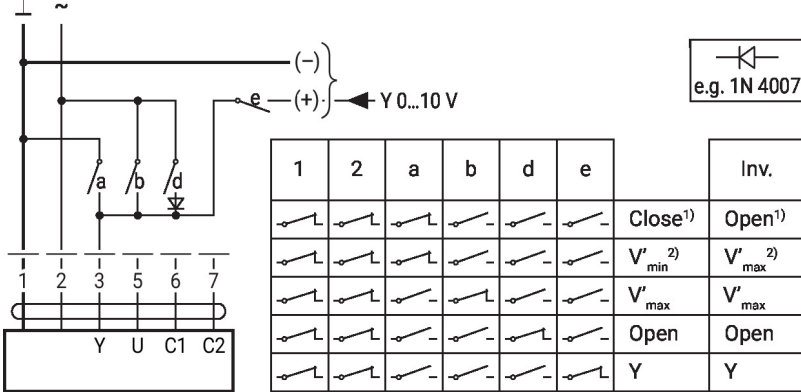 ~
(−)
e (+) Y 0...10 V
e.g. 1N 4007
a b d
1 2 a b d e Inv.
Close¹⁾ Open¹⁾
V'min²⁾ V'max²⁾
V'max V'max
Open Open
Y Y
1 2 3 5 6 7
Y U C1 C2